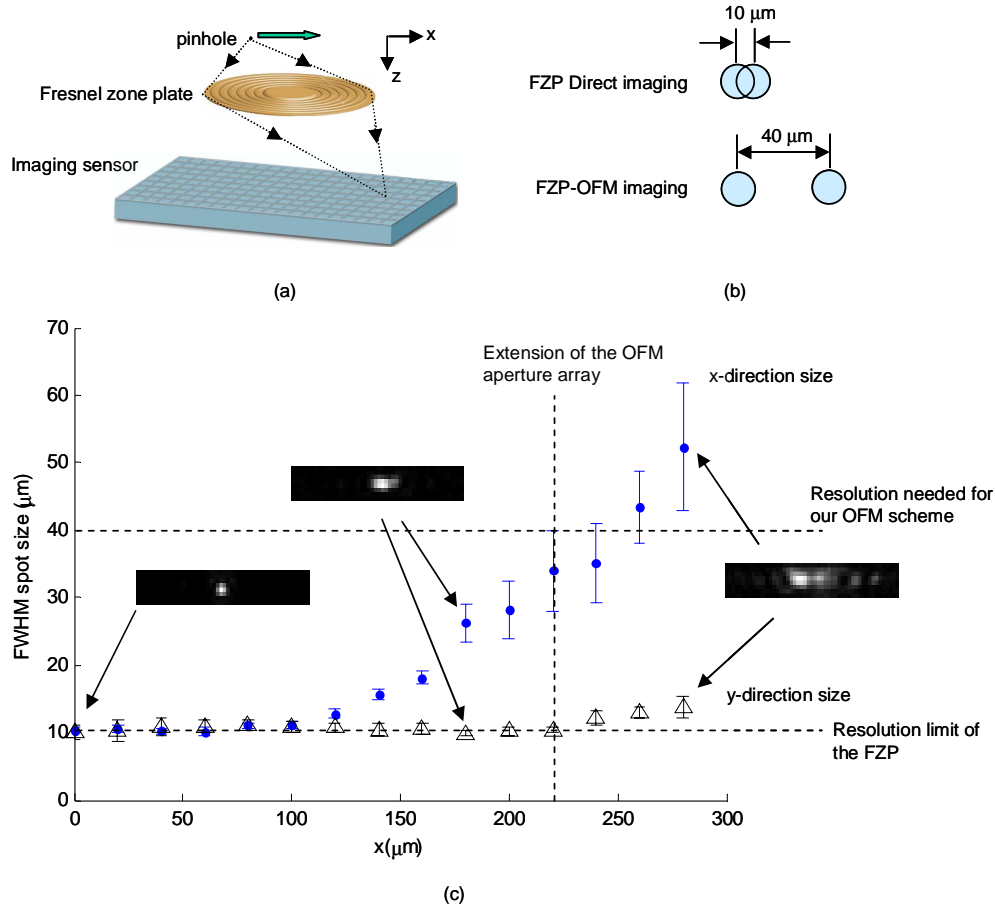 pinhole
x
z
Fresnel zone plate
Imaging sensor
(a)
10 μm
FZP Direct imaging
40 μm
FZP-OFM imaging
(b)
70
60
50
40
30
20
10
0
FWHM spot size (μm)
Extension of the OFM
aperture array
x-direction size
Resolution needed for
our OFM scheme
y-direction size
Resolution limit of
the FZP
0
50
100
150
200
250
300
x(μm)
(c)